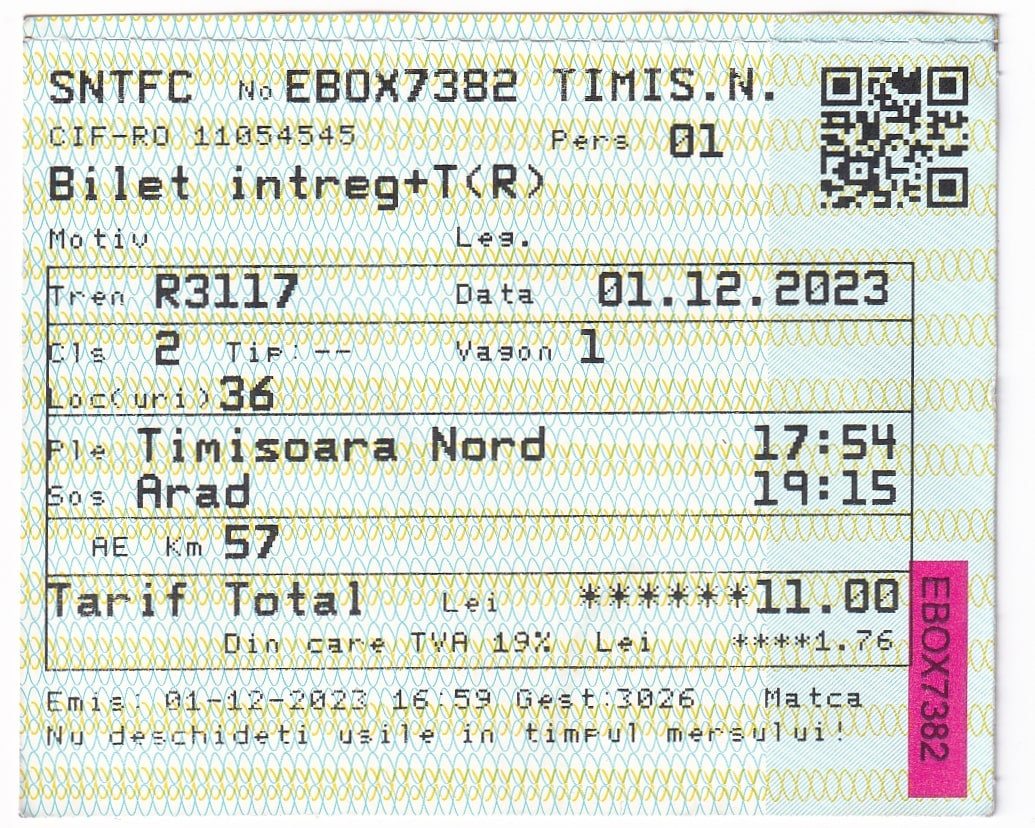 SNTFC No EBOX7382 TIMIS.N.
CIF-RO 11054545 Pers 01
Bilet intreg+T(R)
Motiv Leg.
Tren R3117 Data 01.12.2023
Cls 2 Tip:-- Vagon 1
Loc(uri) 36
Ple Timisoara Nord 17:54
Sos Arad 19:15
AE Km 57
Tarif Total Lei ******11.00
Din care TVA 19% Lei ****1.76
Emis: 01-12-2023 16:59 Gest:3026 Matca
Nu deschideti usile in timpul mersului!
EBOX7382